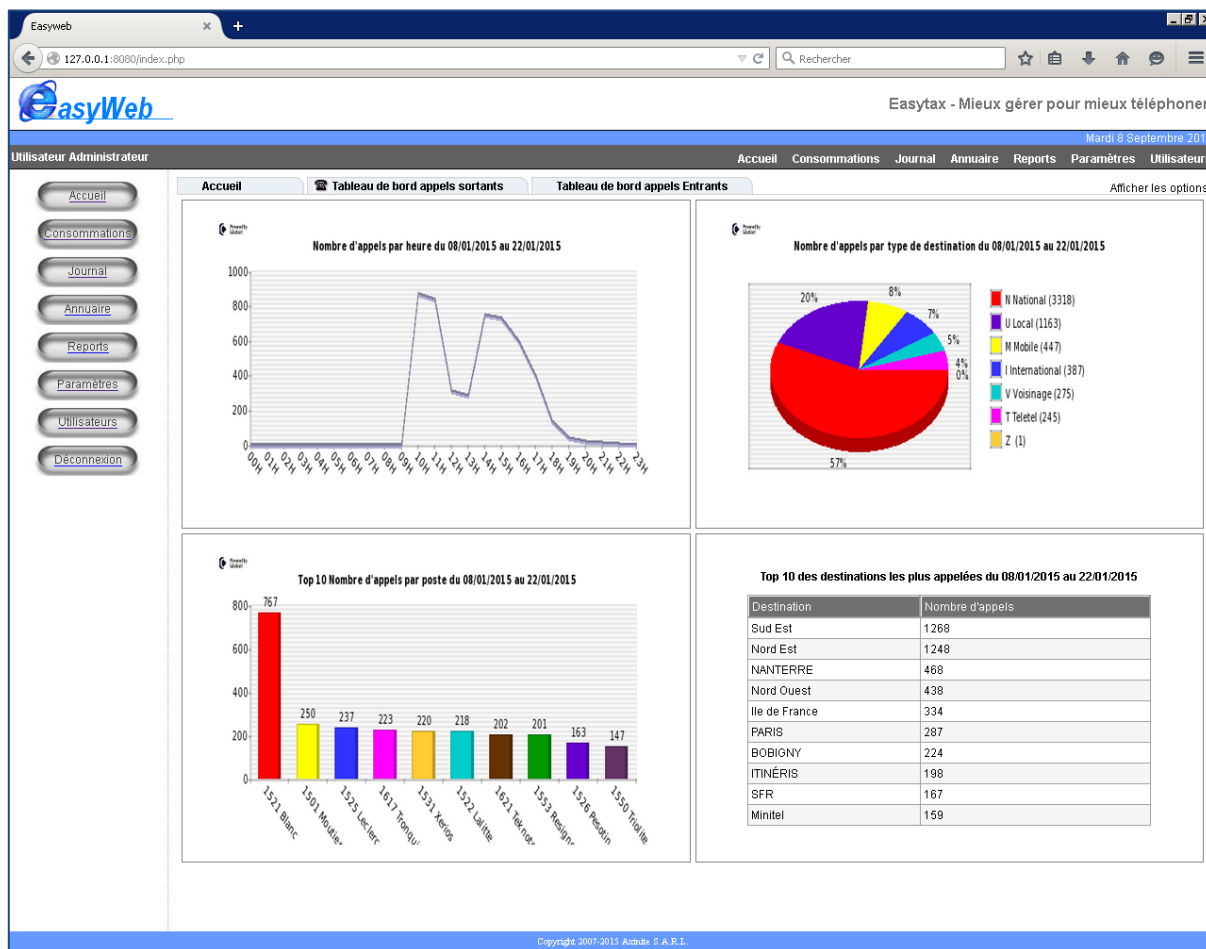 Easyweb
127.0.0.1:8080/index.php
Rechercher
easyWeb
Easytax - Mieux gérer pour mieux téléphoner
Mardi 8 Septembre 201
Utilisateur Administrateur
Accueil Consommations Journal Annuaire Reports Paramètres Utilisateurs
Accueil
Consommations
Journal
Annuaire
Reports
Paramètres
Utilisateurs
Déconnexion
Accueil
Tableau de bord appels sortants
Tableau de bord appels Entrants
Afficher les options
Nombre d'appels par heure du 08/01/2015 au 22/01/2015
1000
800
600
400
200
0
00H 01H 02H 03H 04H 05H 06H 07H 08H 09H 10H 11H 12H 13H 14H 15H 16H 17H 18H 19H 20H 21H 22H 23H
Nombre d'appels par type de destination du 08/01/2015 au 22/01/2015
20%
8%
7%
5%
4%
0%
57%
N National (3318)
U Local (1163)
M Mobile (447)
I International (387)
V Voisinage (275)
T Teletel (245)
Z (1)
Top 10 Nombre d'appels par poste du 08/01/2015 au 22/01/2015
800
600
400
200
0
767
250
237
223
220
218
202
201
163
147
1521 Blanc
1501 Moutier
1525 Leclerc
1617 Tronqui
1531 Xerios
1522 Lalitte
1621 Teknot
1553 Resign
1526 Pesotin
1550 Triolite
Top 10 des destinations les plus appelées du 08/01/2015 au 22/01/2015
Destination Nombre d'appels
Sud Est 1268
Nord Est 1248
NANTERRE 468
Nord Ouest 438
Ile de France 334
PARIS 287
BOBIGNY 224
ITINÉRIS 198
SFR 167
Minitel 159
Copyright 2007-2015 Axinite S.A.R.L.